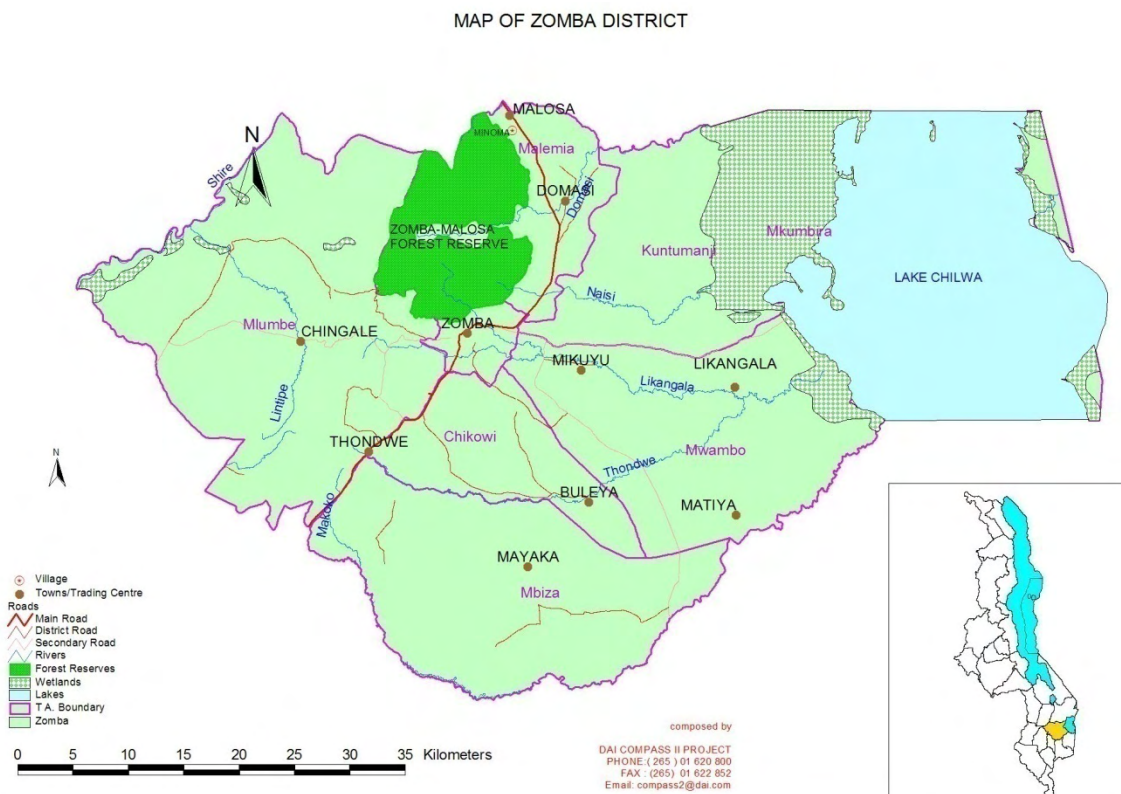 MAP OF ZOMBA DISTRICT
MALOSA
MINOMA
N
Malemia
Shire
DOMASI
Domasi
ZOMBA-MALOSA
FOREST RESERVE
Mkumbira
Kuntumanji
LAKE CHILWA
Naisi
Mlumbe
ZOMBA
CHINGALE
MIKUYU
LIKANGALA
Likangala
Lintipe
THONDWE
Chikowi
Mwambo
N
Thondwe
BULEYA
MATIYA
Makoko
MAYAKA
Mbiza
Village
Towns/Trading Centre
Roads
Main Road
District Road
Secondary Road
Rivers
Forest Reserves
Wetlands
Lakes
T.A. Boundary
Zomba
0 5 10 15 20 25 30 35 Kilometers
composed by
DAI COMPASS II PROJECT
PHONE:( 265 ) 01 620 800
FAX : (265) 01 622 852
Email: compass2@dai.com